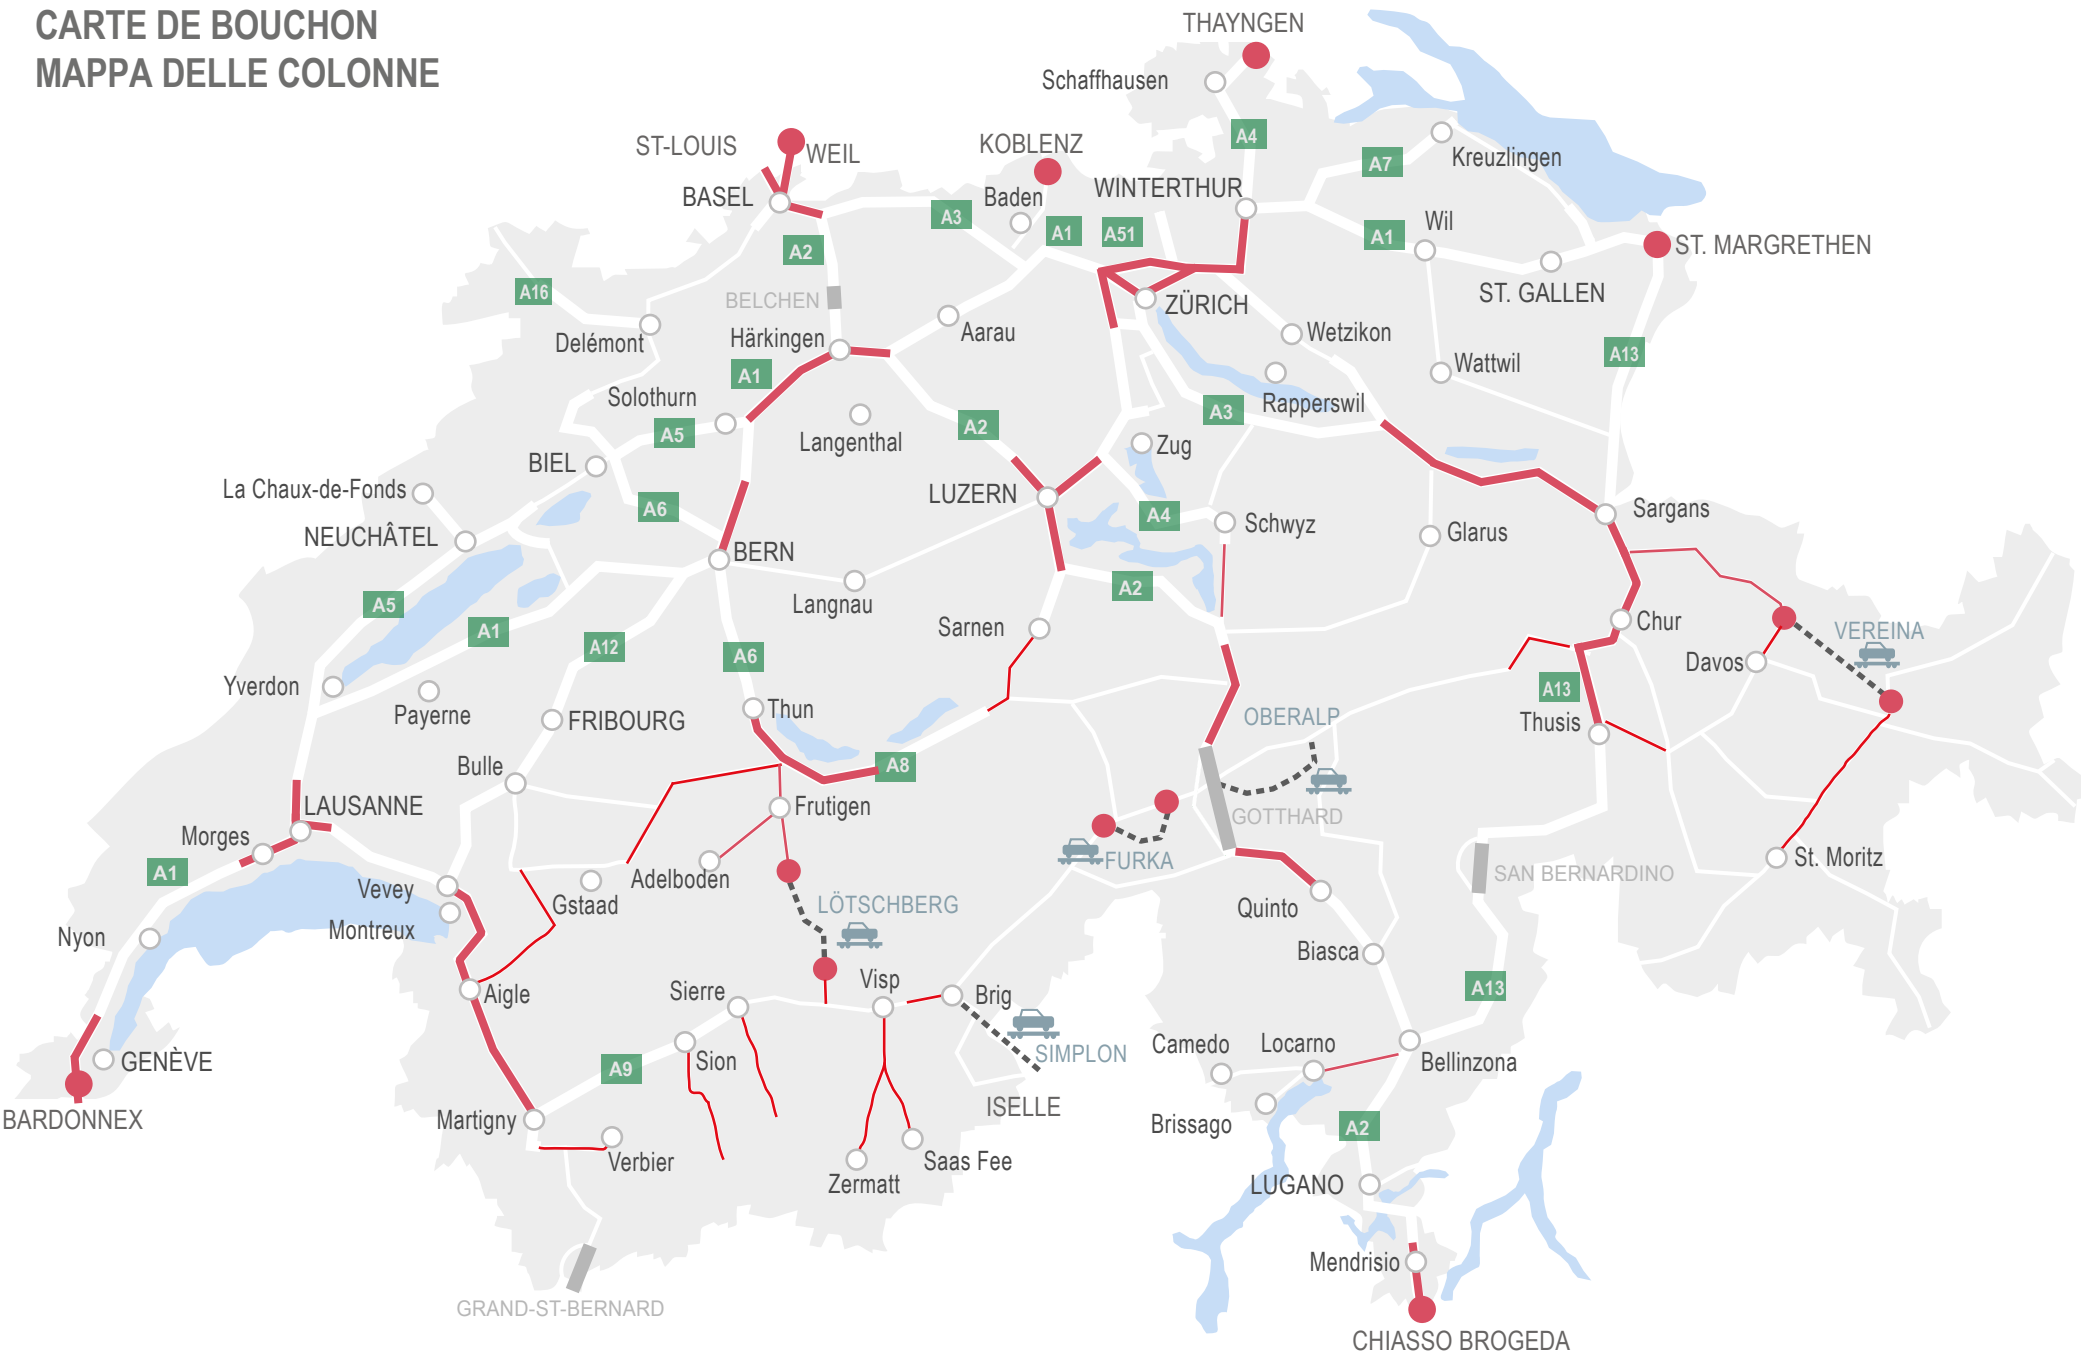 CARTE DE BOUCHON
MAPPA DELLE COLONNE
THAYNGEN
Schaffhausen
A4
ST-LOUIS
WEIL
KOBLENZ
A7
Kreuzlingen
BASEL
Baden
WINTERTHUR
A3
A1
A51
A1
Wil
ST. MARGRETHEN
A2
A16
BELCHEN
ZÜRICH
ST. GALLEN
Delémont
Härkingen
Aarau
Wetzikon
A13
Wattwil
A1
Solothurn
Langenthal
A5
A2
A3
Rapperswil
Zug
BIEL
La Chaux-de-Fonds
LUZERN
A6
A4
Schwyz
Sargans
NEUCHÂTEL
BERN
Glarus
A5
Langnau
A2
A1
Sarnen
Chur
VEREINA
A12
A6
Davos
Yverdon
Payerne
FRIBOURG
Thun
OBERALP
A13
Thusis
Bulle
A8
LAUSANNE
Frutigen
GOTTHARD
Morges
FURKA
St. Moritz
A1
Vevey
Gstaad
Adelboden
LÖTSCHBERG
SAN BERNARDINO
Quinto
Montreux
Nyon
Biasca
Aigle
Sierre
Visp
Brig
A13
GENÈVE
A9
Sion
SIMPLON
Camedo
Locarno
Bellinzona
BARDONNEX
Martigny
ISELLE
Brissago
A2
Verbier
Saas Fee
Zermatt
LUGANO
Mendrisio
GRAND-ST-BERNARD
CHIASSO BROGEDA